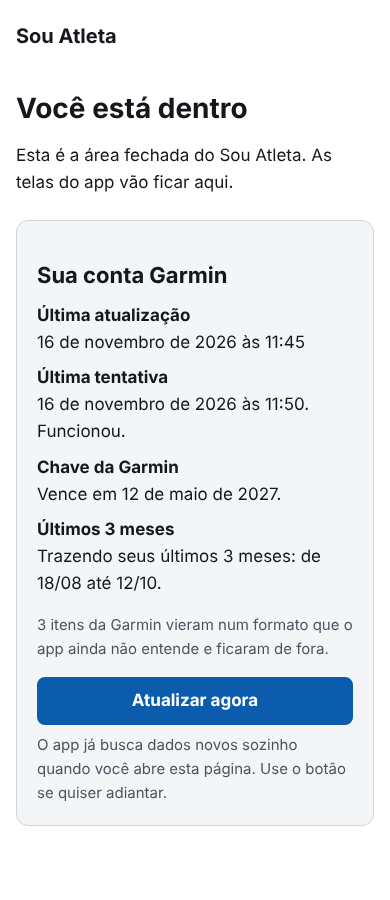 Sou Atleta
Você está dentro
Esta é a área fechada do Sou Atleta. As
telas do app vão ficar aqui.
Sua conta Garmin
Última atualização
16 de novembro de 2026 às 11:45
Última tentativa
16 de novembro de 2026 às 11:50.
Funcionou.
Chave da Garmin
Vence em 12 de maio de 2027.
Últimos 3 meses
Trazendo seus últimos 3 meses: de
18/08 até 12/10.
3 itens da Garmin vieram num formato que o
app ainda não entende e ficaram de fora.
Atualizar agora
O app já busca dados novos sozinho
quando você abre esta página. Use o botão
se quiser adiantar.